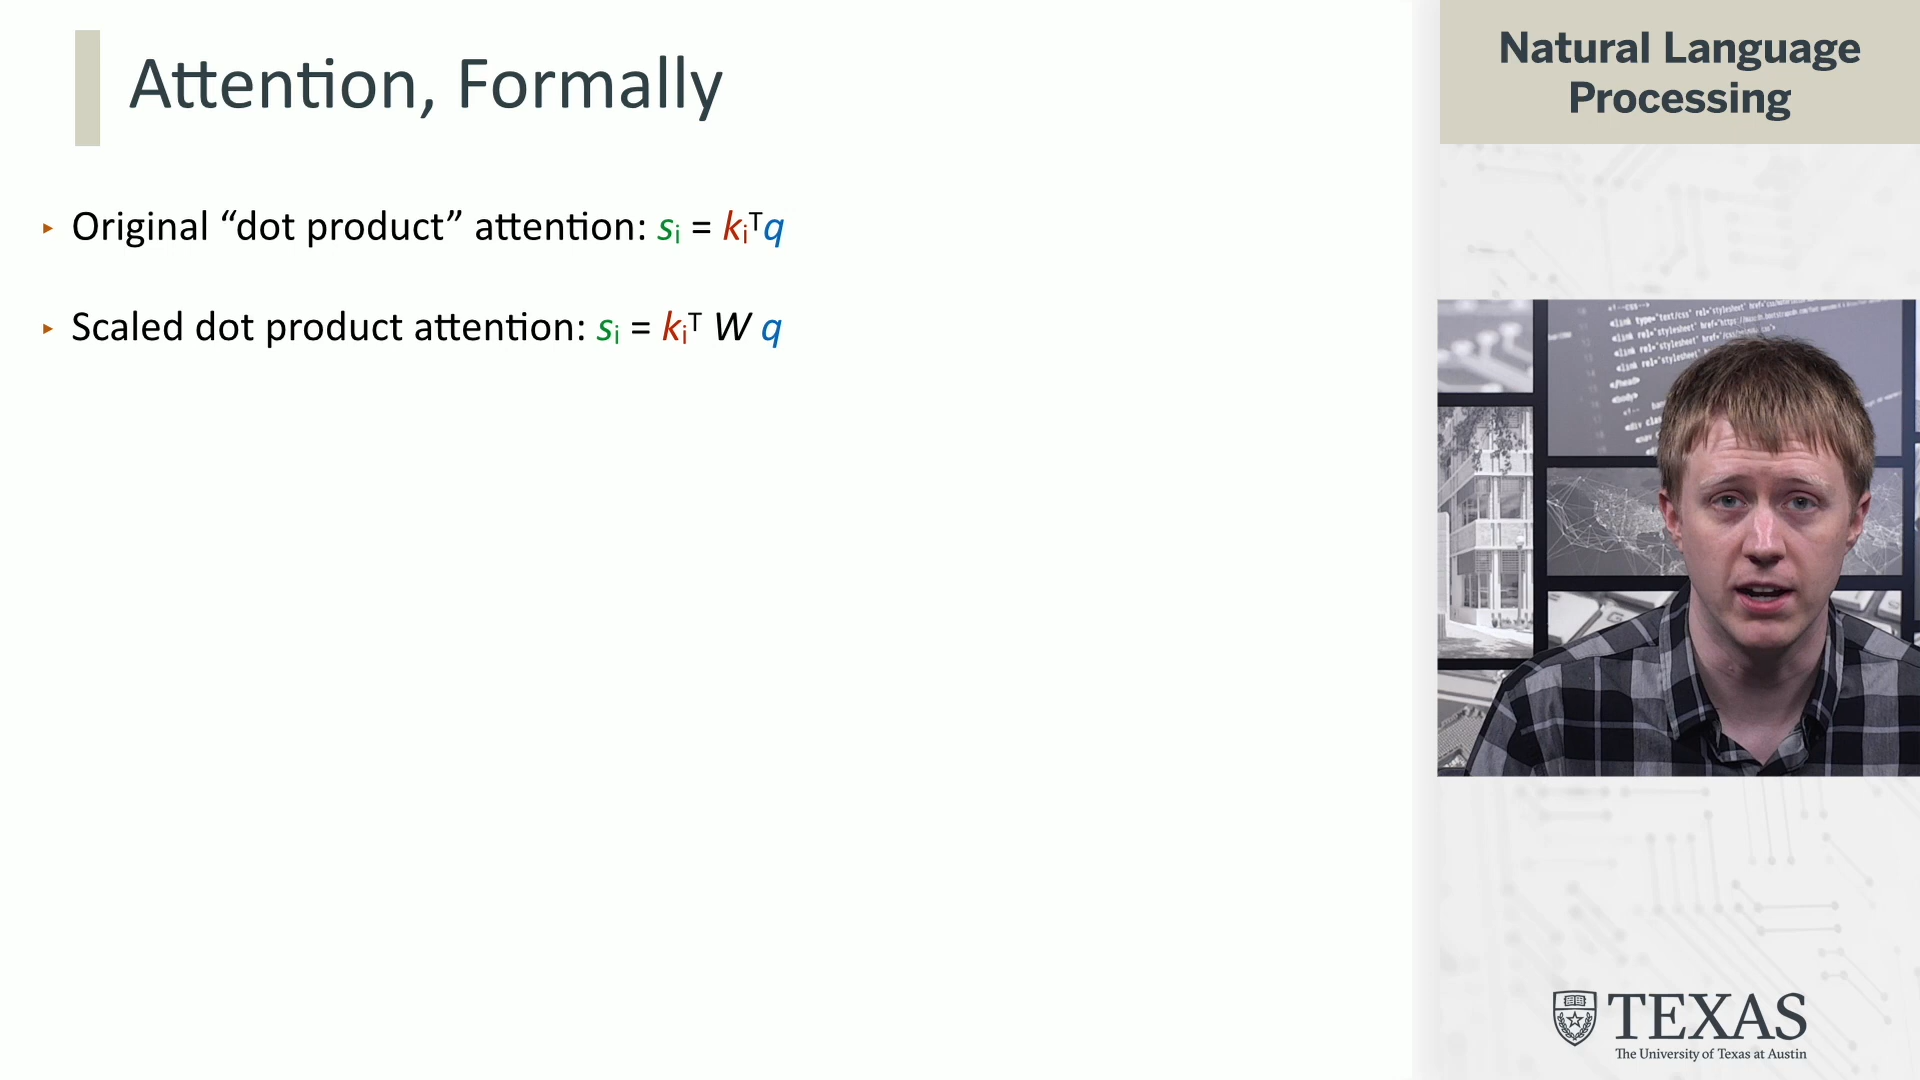 Attention, Formally
Natural Language
Processing
‣ Original “dot product” attention: sᵢ = kᵢᵀq
‣ Scaled dot product attention: sᵢ = kᵢᵀ W q
TEXAS
The University of Texas at Austin